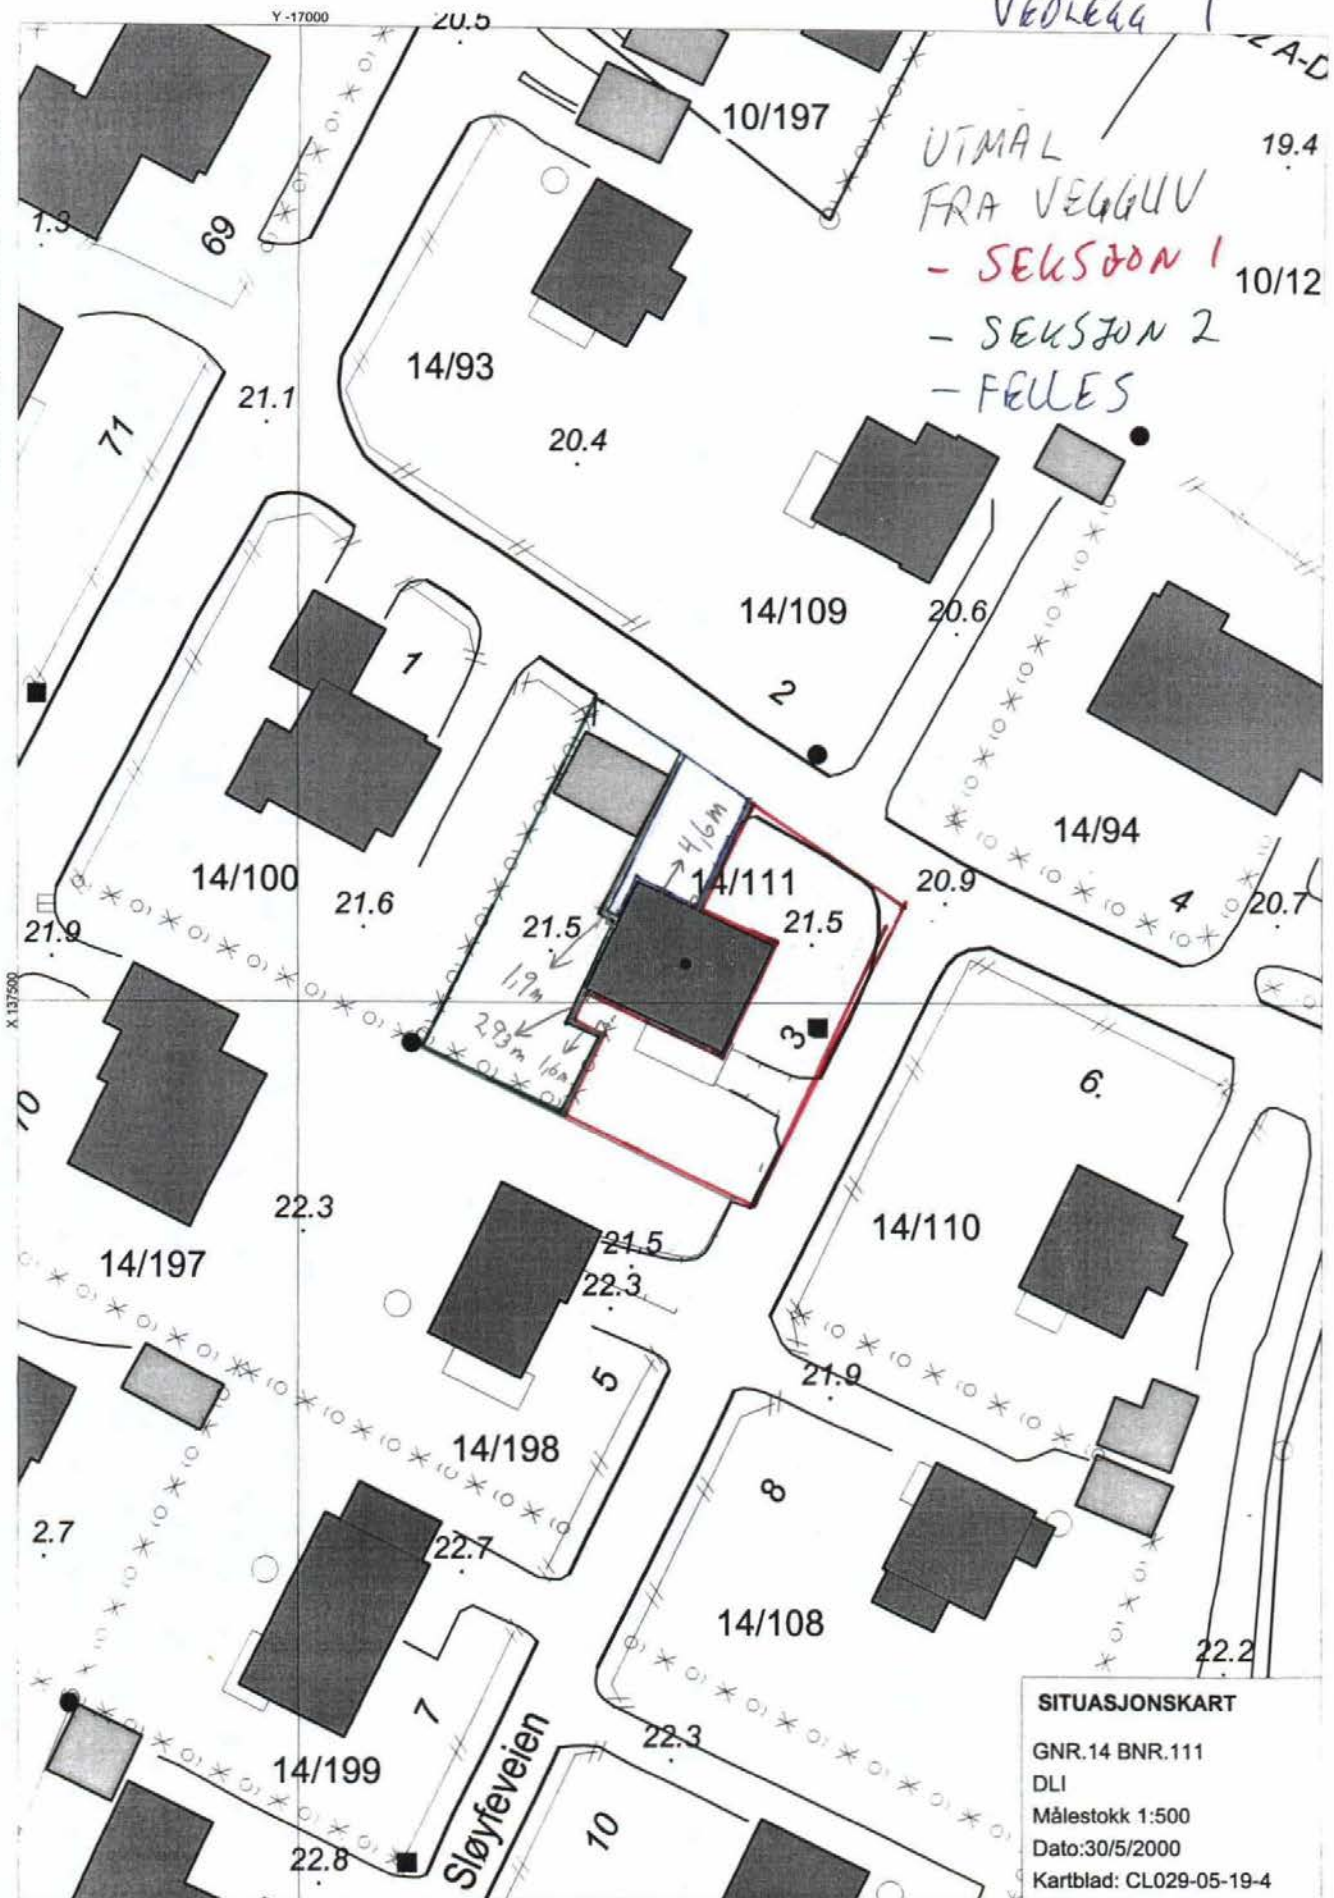 VEDLEGG 1
Y -17000
20.5
10/197
19.4
UTMÅL
FRA VEGGLIV
- SEKSJON 1
- SEKSJON 2
- FELLES
10/12
1.3
69
14/93
21.1
71
20.4
14/109
20.6
1
2
14/94
4,6m
14/100
14/111
21.6
21.5
21.5
20.9
4
20.7
21.9
1,9m
2,93m
1,6m
3
X 137500
6.
22.3
14/197
14/110
21.5
22.3
5
21.9
14/198
8
2.7
22.7
14/108
22.2
7
22.3
14/199
Sløyfeveien
10
22.8
SITUASJONSKART
GNR.14 BNR.111
DLI
Målestokk 1:500
Dato:30/5/2000
Kartblad: CL029-05-19-4